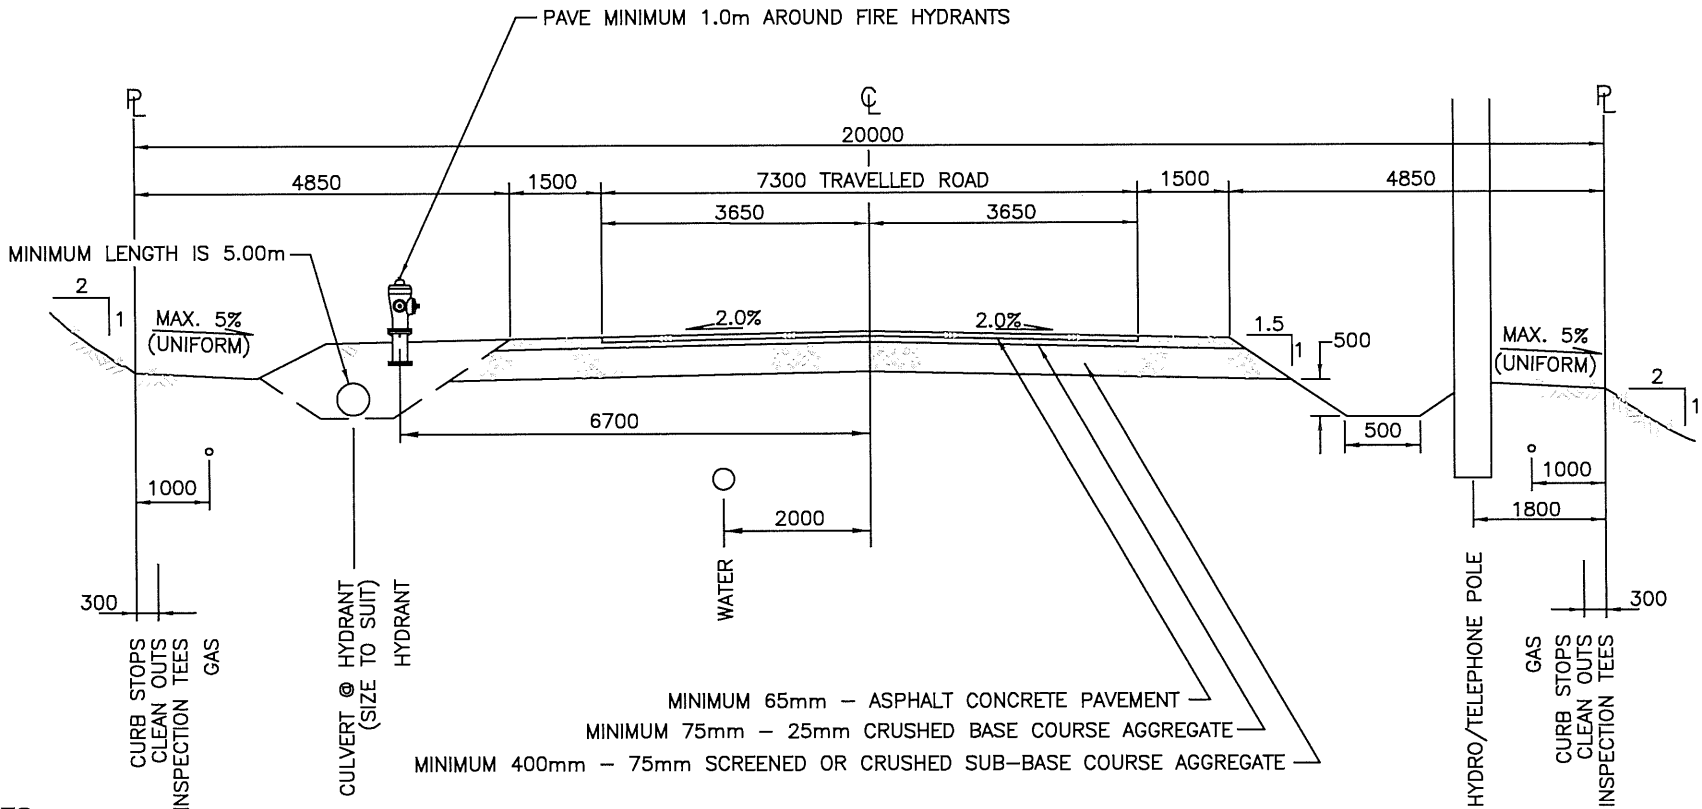 PAVE MINIMUM 1.0m AROUND FIRE HYDRANTS
PL
CL
PL
20000
4850
1500
7300 TRAVELLED ROAD
1500
4850
3650
3650
MINIMUM LENGTH IS 5.00m
2
1
MAX. 5%
(UNIFORM)
2.0%
2.0%
1.5
1
500
MAX. 5%
(UNIFORM)
2
1
6700
500
1000
1000
2000
1800
300
300
CURB STOPS
CLEAN OUTS
INSPECTION TEES
GAS
CULVERT @ HYDRANT
(SIZE TO SUIT)
HYDRANT
WATER
HYDRO/TELEPHONE POLE
GAS
CURB STOPS
CLEAN OUTS
INSPECTION TEES
MINIMUM 65mm - ASPHALT CONCRETE PAVEMENT
MINIMUM 75mm - 25mm CRUSHED BASE COURSE AGGREGATE
MINIMUM 400mm - 75mm SCREENED OR CRUSHED SUB-BASE COURSE AGGREGATE